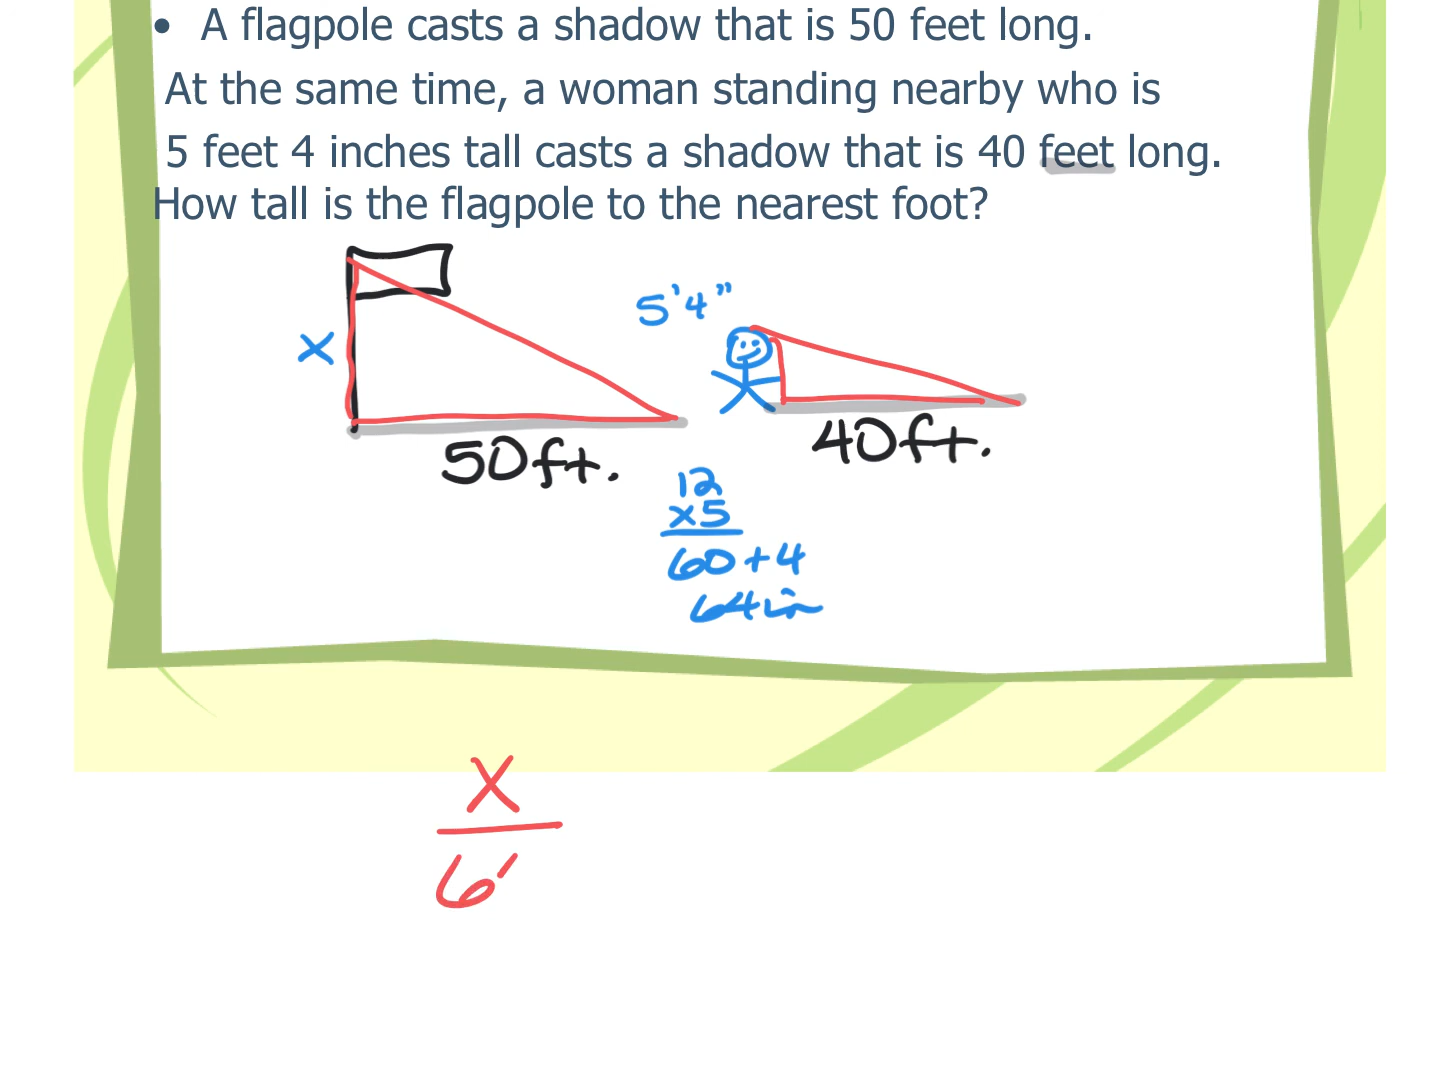 • A flagpole casts a shadow that is 50 feet long.
At the same time, a woman standing nearby who is
5 feet 4 inches tall casts a shadow that is 40 feet long.
How tall is the flagpole to the nearest foot?
5'4"
x
50ft.
40ft.
12
x5
60+4
64in
x
6